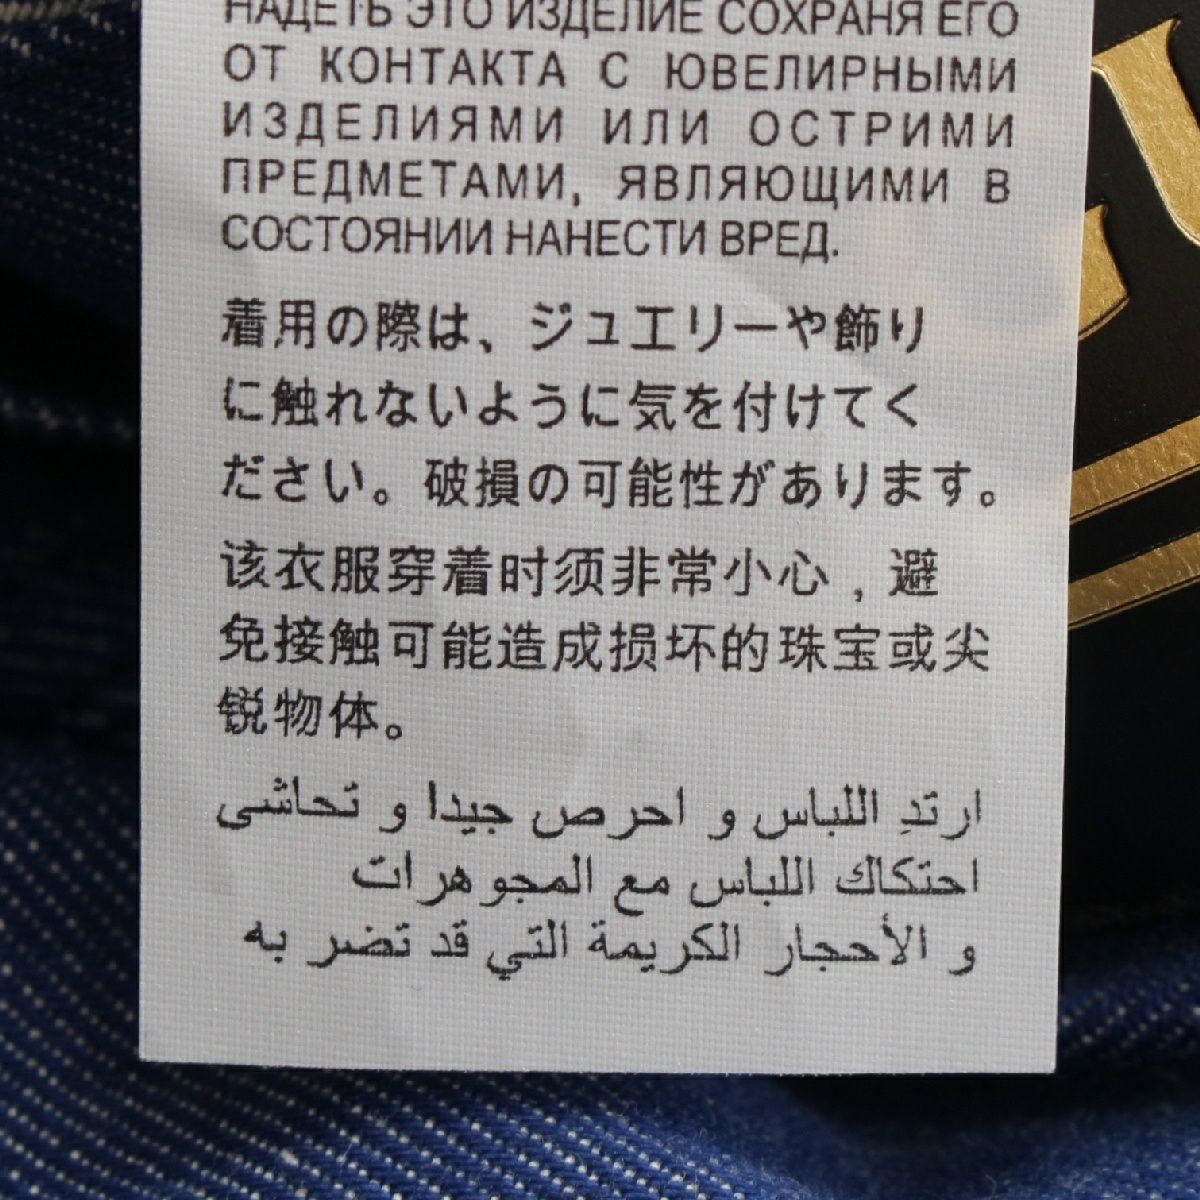 НАДЕТЬ ЭТО ИЗДЕЛИЕ СОХРАНЯ ЕГО
ОТ КОНТАКТА С ЮВЕЛИРНЫМИ
ИЗДЕЛИЯМИ ИЛИ ОСТРИМИ
ПРЕДМЕТАМИ, ЯВЛЯЮЩИМИ В
СОСТОЯНИИ НАНЕСТИ ВРЕД.
着用の際は、ジュエリーや飾り
に触れないように気を付けてく
ださい。破損の可能性があります。
该衣服穿着时须非常小心，避
免接触可能造成损坏的珠宝或尖
锐物体。
ارتدِ اللباس و احرص جيدا و تحاشى
احتكاك اللباس مع المجوهرات
و الأحجار الكريمة التي قد تضر به